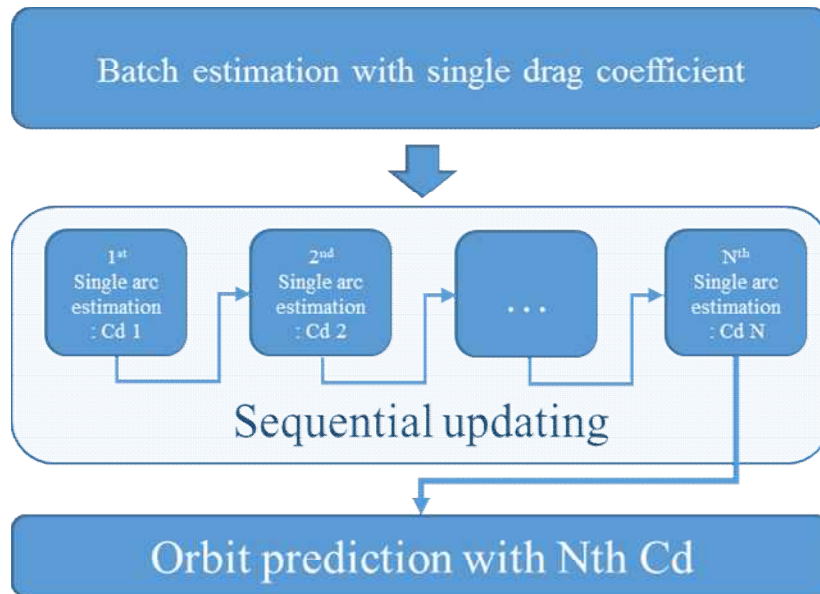 Batch estimation with single drag coefficient
1st
Single arc
estimation
: Cd 1
2nd
Single arc
estimation
: Cd 2
...
Nth
Single arc
estimation
: Cd N
Sequential updating
Orbit prediction with Nth Cd